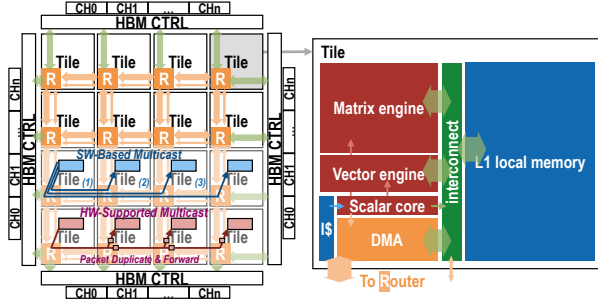 CH0 CH1 ... CHn
HBM CTRL
HBM CTRL
CH0 CH1 ... CHn
HBM CTRL
CH0 CH1 ... CHn
Tile Tile Tile Tile
R R R R
Tile Tile Tile Tile
R R R R
SW-Based Multicast
Tile (1) Tile (2) Tile (3) Tile
R R R R
HW-Supported Multicast
Tile Tile Tile Tile
R R R R
Packet Duplicate & Forward
HBM CTRL
CH0 CH1 ... CHn
Tile
Matrix engine
Vector engine
Scalar core
I$
DMA
interconnect
L1 local memory
To Router